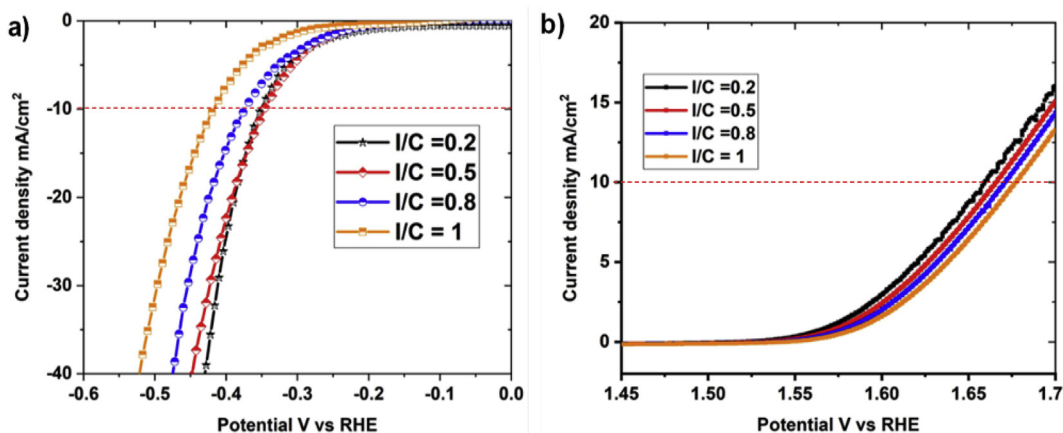 a)
Current density mA/cm²
0
-10
-20
-30
-40
I/C =0.2
I/C =0.5
I/C =0.8
I/C = 1
-0.6 -0.5 -0.4 -0.3 -0.2 -0.1 0.0
Potential V vs RHE
b)
Current desnity mA/cm²
20
15
10
5
0
I/C =0.2
I/C =0.5
I/C =0.8
I/C = 1
1.45 1.50 1.55 1.60 1.65 1.7
Potential V vs RHE